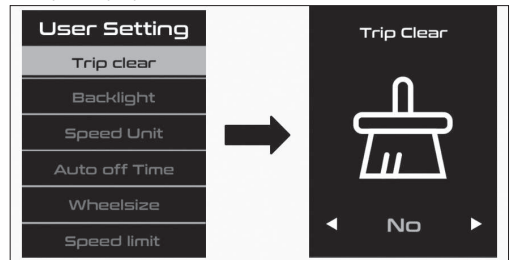 User Setting
Trip clear
Backlight
Speed Unit
Auto off Time
Wheelsize
Speed limit
Trip Clear
No